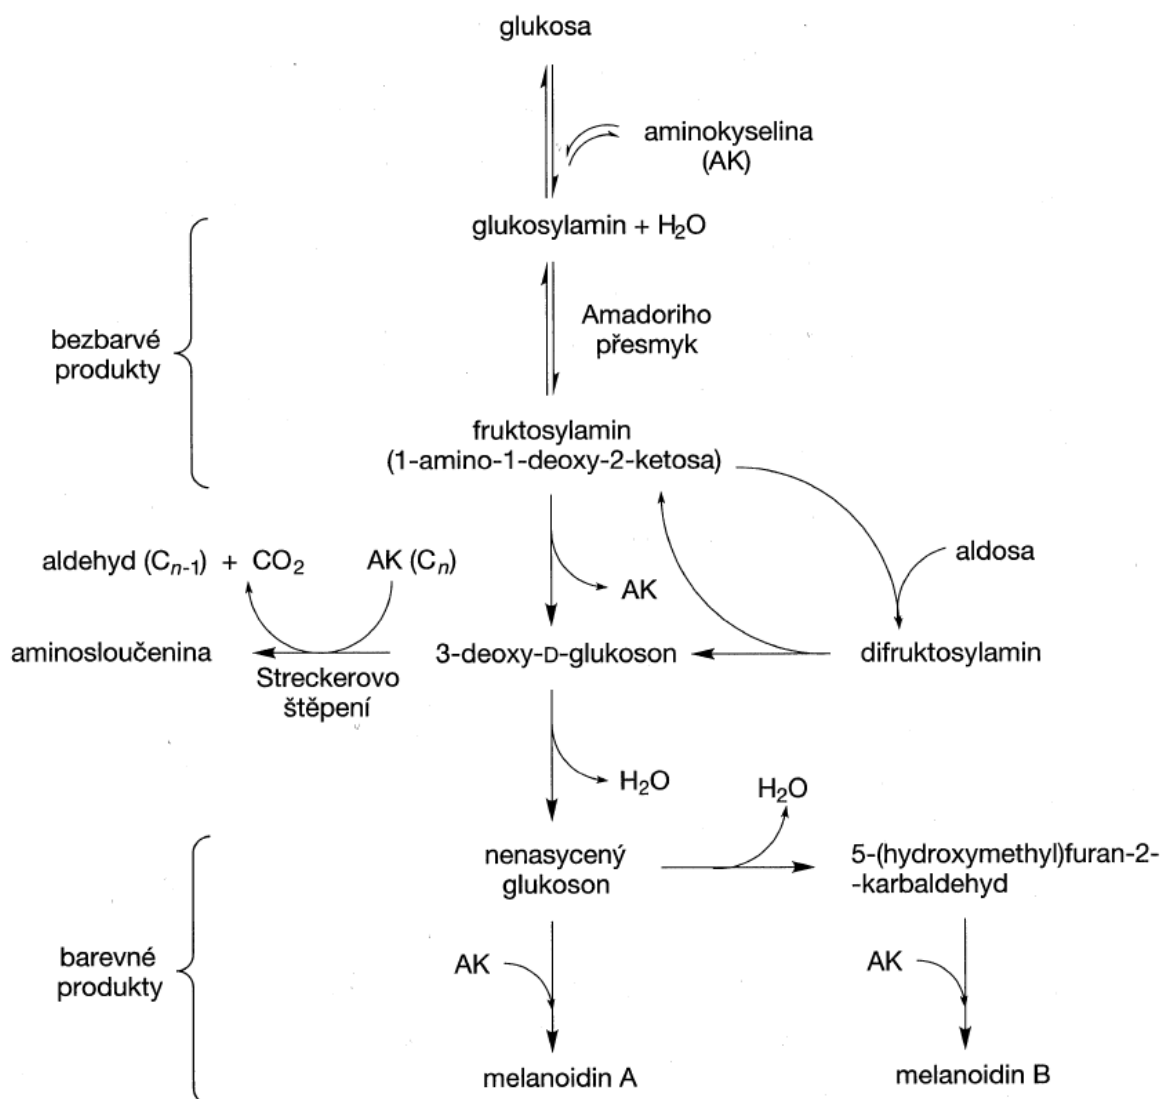 glukosa
aminokyselina
(AK)
glukosylamin + H₂O
Amadoriho
přesmyk
bezbarvé
produkty
fruktosylamin
(1-amino-1-deoxy-2-ketosa)
aldehyd (Cₙ₋₁) + CO₂
AK (Cₙ)
AK
aldosa
aminosloučenina
Streckerovo
štěpení
3-deoxy-D-glukoson
difruktosylamin
H₂O
H₂O
nenasycený
glukoson
5-(hydroxymethyl)furan-2-
-karbaldehyd
barevné
produkty
AK
AK
melanoidin A
melanoidin B